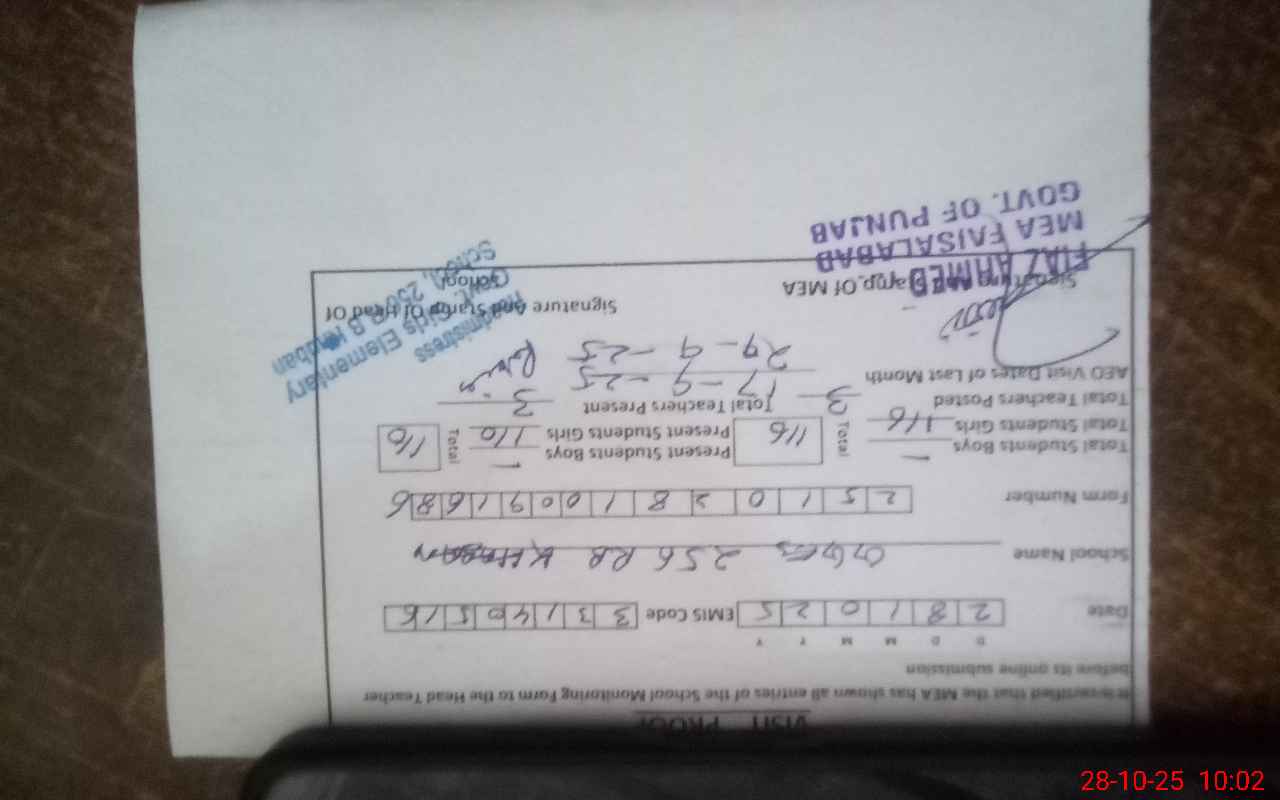 VISIT PROOF
It is certified that the MEA has shown all entries of the School Monitoring Form to the Head Teacher
before its online submission
D D M M Y Y
Date 2 8 1 0 2 5 EMIS Code 3 3 1 4 0 5 1 6
School Name GGES 256 RB
Form Number 2 5 1 0 2 8 1 0 0 9 1 6 8 6
Total Students Boys — Total 116 Present Students Boys — Total 116
Total Students Girls 116 Present Students Girls 110
Total Teachers Posted 3 Total Teachers Present 3
AEO Visit Dates of Last Month 17-9-25
29-9-25
Signature And Stamp Of MEA
Signature And Stamp Of Head Of
School
FIAZ AHMED
MEA FAISALABAD
GOVT. OF PUNJAB
Girls Elementary
School,
28-10-25 10:02